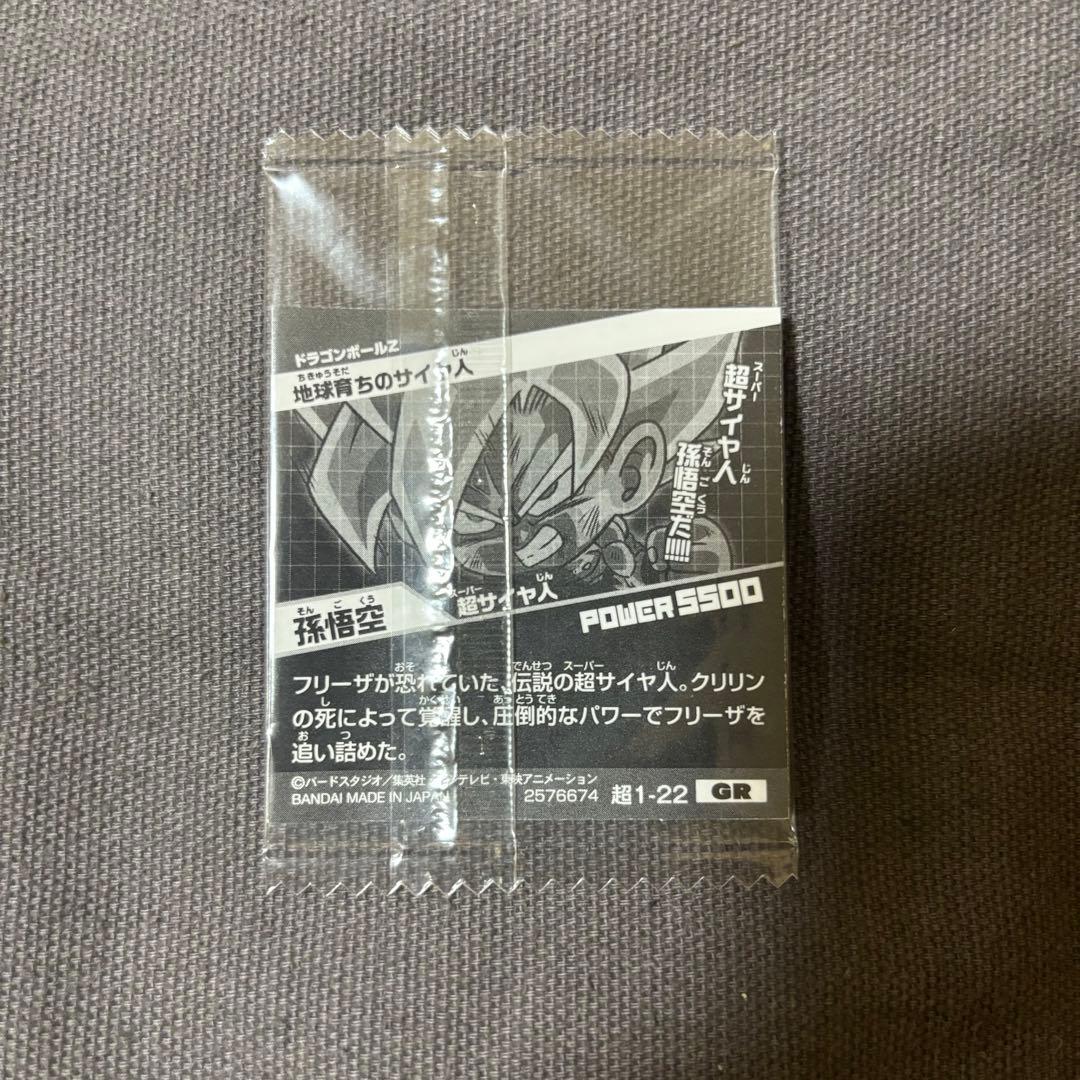 ドラゴンボールZ
地球育ちのサイヤ人
超サイヤ人
孫悟空だ!!!!!
孫悟空
超サイヤ人
POWER 5500
フリーザが恐れていた、伝説の超サイヤ人。クリリン
の死によって覚醒し、圧倒的なパワーでフリーザを
追い詰めた。
©バードスタジオ/集英社 テレビ・東映アニメーション
BANDAI MADE IN JAPAN 2576674 超1-22 GR